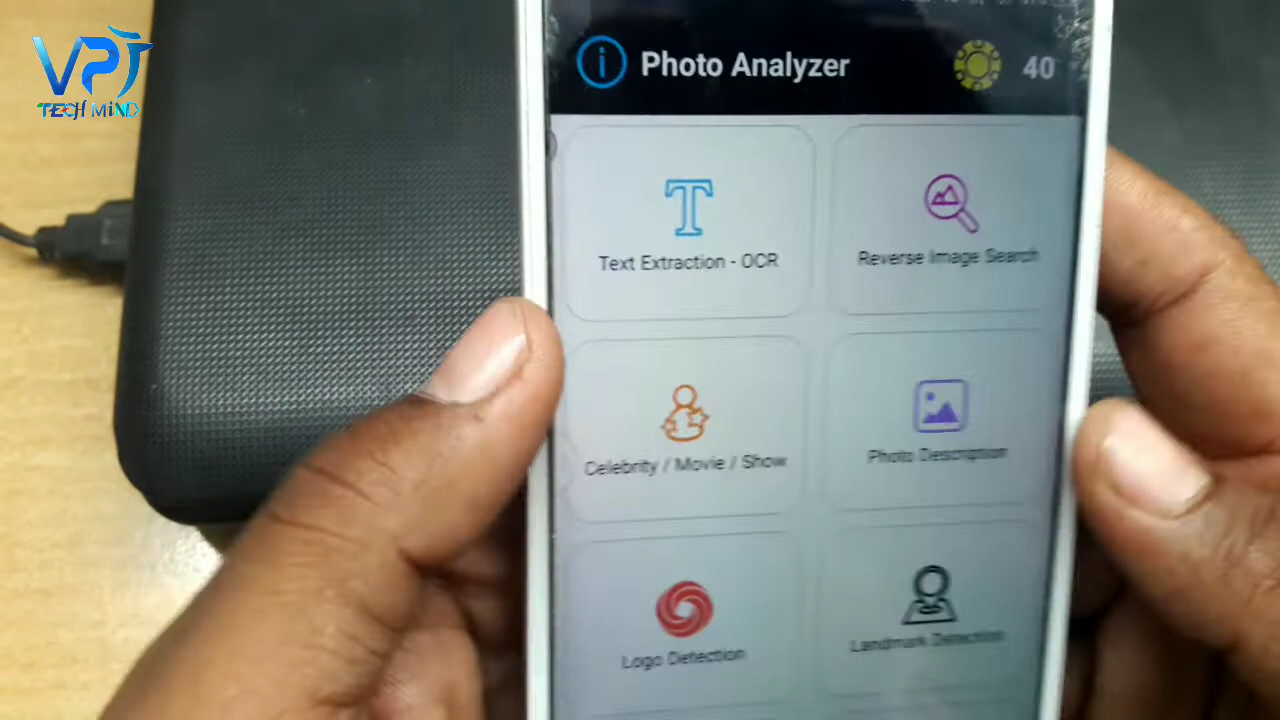 VPT
TECH MiND
Photo Analyzer
40
Text Extraction - OCR
Reverse Image Search
Celebrity / Movie / Show
Photo Description
Logo Detection
Landmark Detection